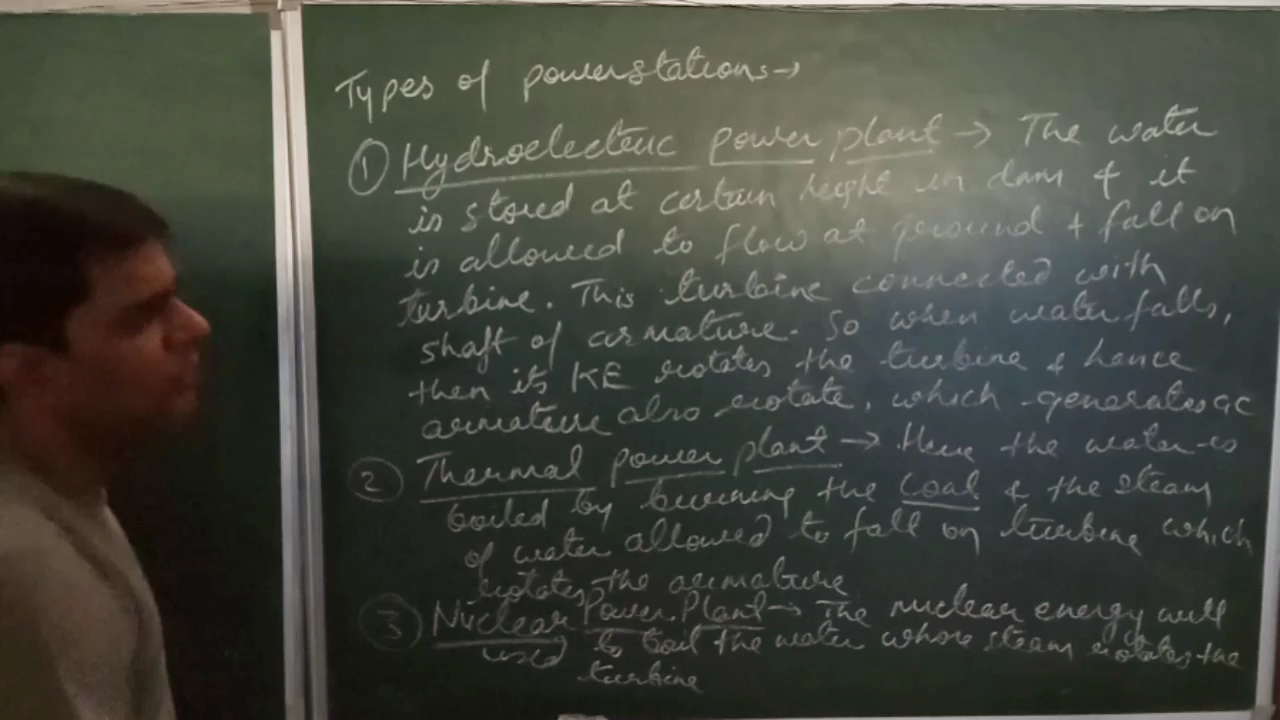 Types of powerstations→
① Hydroelectric power plant → The water
is stored at certain height in dam & it
is allowed to flow at ground & fall on
turbine. This turbine connected with
shaft of armature. So when water falls,
then its KE rotates the turbine & hence
armature also rotate, which generates ac
② Thermal power plant → Here the water is
boiled by burning the coal & the steam
of water allowed to fall on turbine which
rotates the armature
③ Nuclear Power Plant → The nuclear energy will
used to boil the water whose steam rotates the
turbine